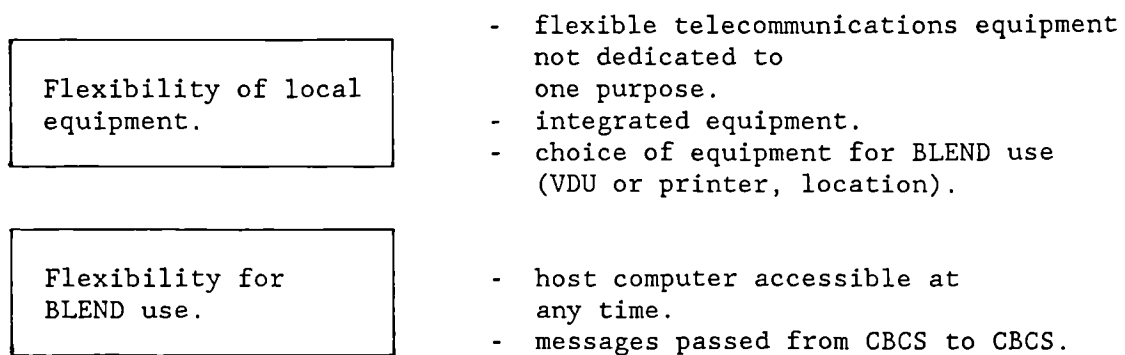 Flexibility of local
equipment.
- flexible telecommunications equipment
not dedicated to
one purpose.
- integrated equipment.
- choice of equipment for BLEND use
(VDU or printer, location).
Flexibility for
BLEND use.
- host computer accessible at
any time.
- messages passed from CBCS to CBCS.